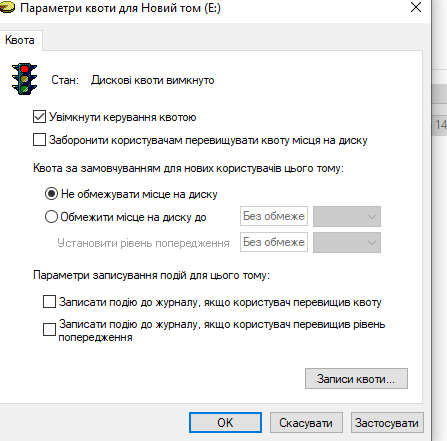 Параметри квоти для Новий том (E:)
Квота
Стан: Дискові квоти вимкнуто
Увімкнути керування квотою
Заборонити користувачам перевищувати квоту місця на диску
Квота за замовчуванням для нових користувачів цього тому:
Не обмежувати місце на диску
Обмежити місце на диску до Без обмеже
Установити рівень попередження Без обмеже
Параметри записування подій для цього тому:
Записати подію до журналу, якщо користувач перевищив квоту
Записати подію до журналу, якщо користувач перевищив рівень
попередження
Записи квоти...
OK Скасувати Застосувати
14